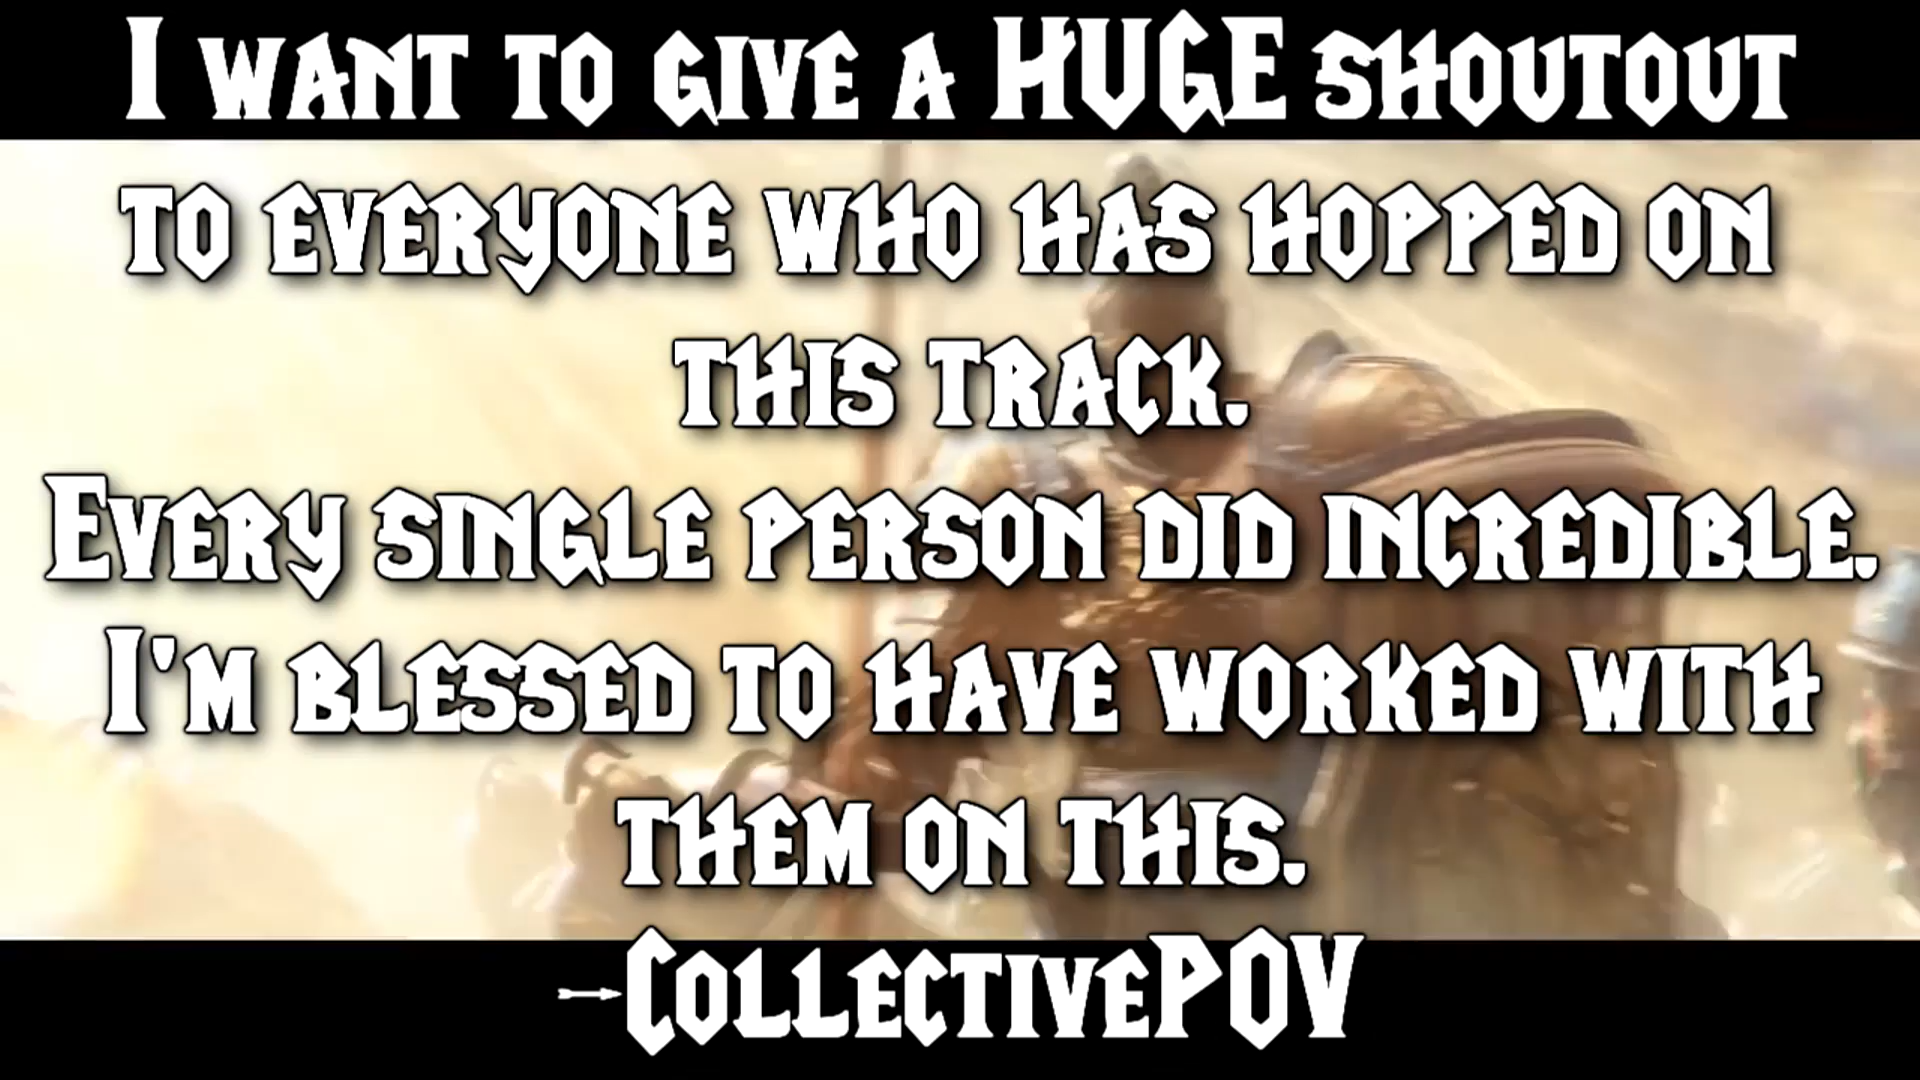 I want to give a HUGE shoutout
to everyone who has hopped on
this track.
Every single person did incredible.
I'm blessed to have worked with
them on this.
-CollectivePOV